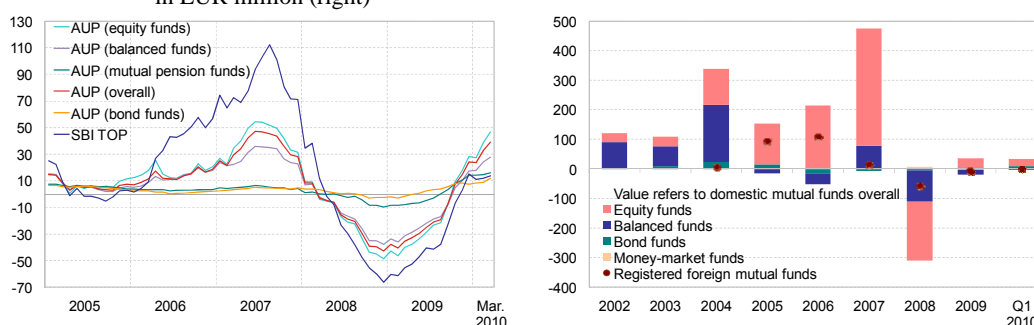 in EUR million (right)
130
110
90
70
50
30
10
-10
-30
-50
-70
AUP (equity funds)
AUP (balanced funds)
AUP (mutual pension funds)
AUP (overall)
AUP (bond funds)
SBI TOP
2005
2006
2007
2008
2009
Mar.
2010
500
400
300
200
100
0
-100
-200
-300
-400
Value refers to domestic mutual funds overall
Equity funds
Balanced funds
Bond funds
Money-market funds
Registered foreign mutual funds
2002
2003
2004
2005
2006
2007
2008
2009
Q1
2010